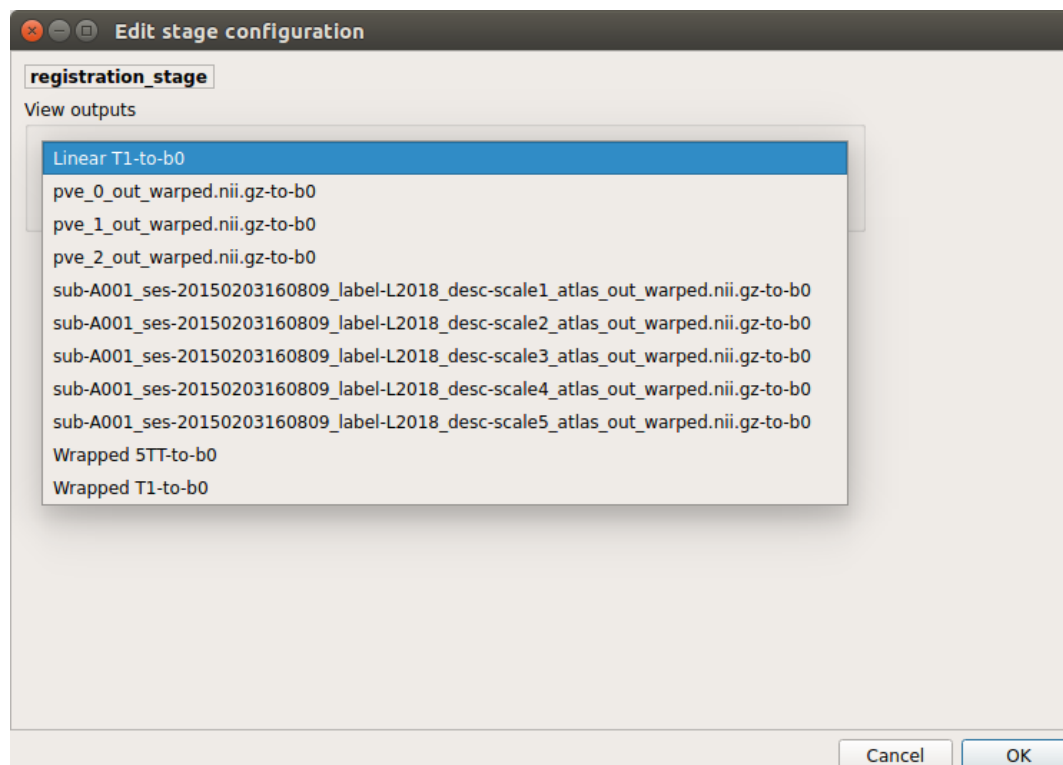 Edit stage configuration
registration_stage
View outputs
Linear T1-to-b0
pve_0_out_warped.nii.gz-to-b0
pve_1_out_warped.nii.gz-to-b0
pve_2_out_warped.nii.gz-to-b0
sub-A001_ses-20150203160809_label-L2018_desc-scale1_atlas_out_warped.nii.gz-to-b0
sub-A001_ses-20150203160809_label-L2018_desc-scale2_atlas_out_warped.nii.gz-to-b0
sub-A001_ses-20150203160809_label-L2018_desc-scale3_atlas_out_warped.nii.gz-to-b0
sub-A001_ses-20150203160809_label-L2018_desc-scale4_atlas_out_warped.nii.gz-to-b0
sub-A001_ses-20150203160809_label-L2018_desc-scale5_atlas_out_warped.nii.gz-to-b0
Wrapped 5TT-to-b0
Wrapped T1-to-b0
Cancel OK